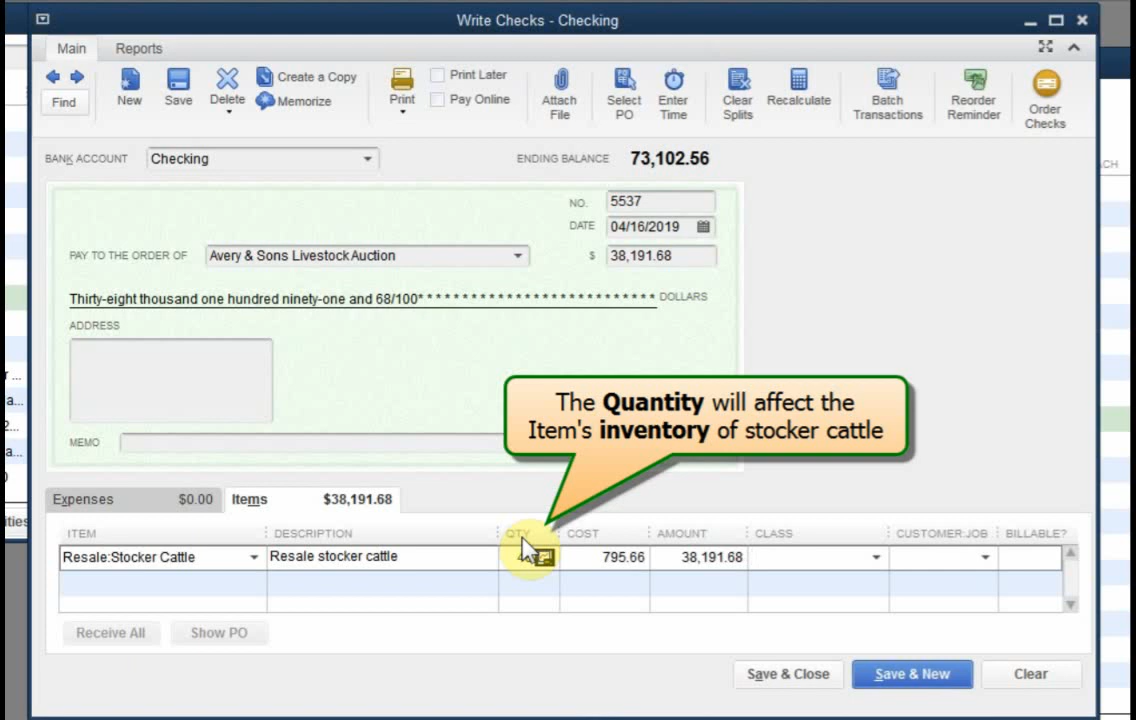 Write Checks - Checking
Main Reports
Find New Save Delete Create a Copy Memorize Print Print Later Pay Online Attach File Select PO Enter Time Clear Splits Recalculate Batch Transactions Reorder Reminder Order Checks
BANK ACCOUNT Checking ENDING BALANCE 73,102.56
NO. 5537
DATE 04/16/2019
PAY TO THE ORDER OF Avery & Sons Livestock Auction $ 38,191.68
Thirty-eight thousand one hundred ninety-one and 68/100* * * * * * * * * * * * * * * * * * * * * * * * * * * DOLLARS
ADDRESS
The Quantity will affect the
Item's inventory of stocker cattle
MEMO
Expenses $0.00 Items $38,191.68
ITEM DESCRIPTION QTY COST AMOUNT CLASS CUSTOMER:JOB BILLABLE?
Resale:Stocker Cattle Resale stocker cattle 795.66 38,191.68
Receive All Show PO
Save & Close Save & New Clear